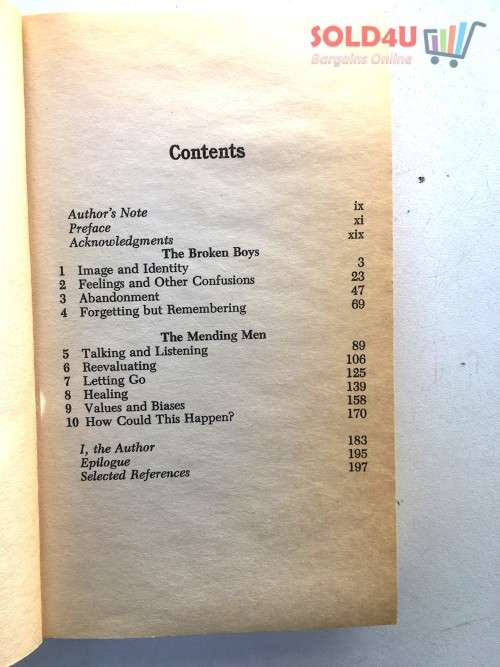 SOLD4U
Bargains Online
Contents
Author's Note ix
Preface xi
Acknowledgments xix
The Broken Boys
1 Image and Identity 3
2 Feelings and Other Confusions 23
3 Abandonment 47
4 Forgetting but Remembering 69
The Mending Men
5 Talking and Listening 89
6 Reevaluating 106
7 Letting Go 125
8 Healing 139
9 Values and Biases 158
10 How Could This Happen? 170
I, the Author 183
Epilogue 195
Selected References 197